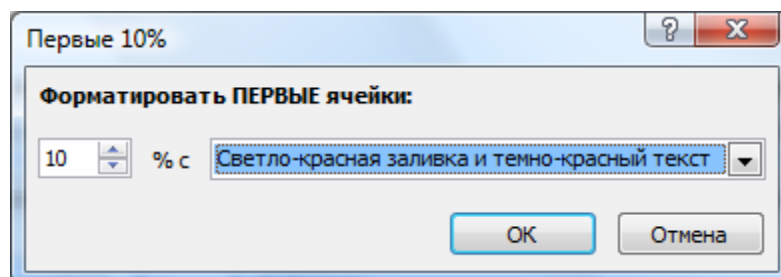 Первые 10%
Форматировать ПЕРВЫЕ ячейки:
10 % с Светло-красная заливка и темно-красный текст
ОК Отмена